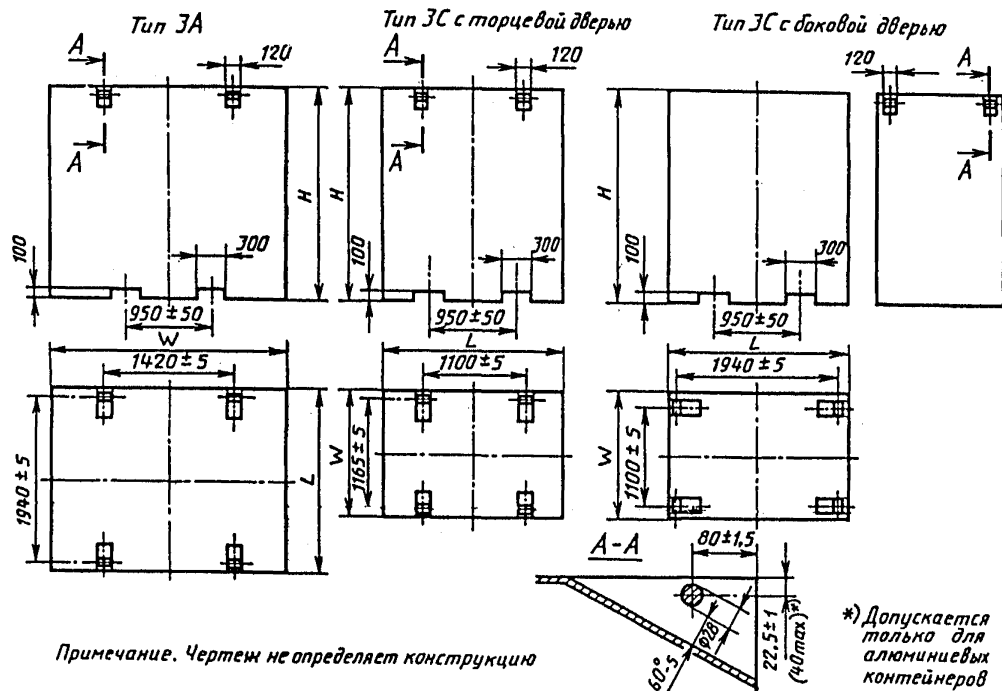 Тип 3А
Тип 3С с торцевой дверью
Тип 3С с боковой дверью
А
120
А
120
120
А
А
А
А
H
H
H
100
300
100
300
100
300
950±50
950±50
950±50
W
L
L
1420±5
1100±5
1940±5
1940±5
L
W
1165±5
W
1100±5
А-А
80±1,5
Ф28
60°-5
22,5±1
(40max)*)
*) Допускается
только для
алюминиевых
контейнеров
Примечание. Чертеж не определяет конструкцию